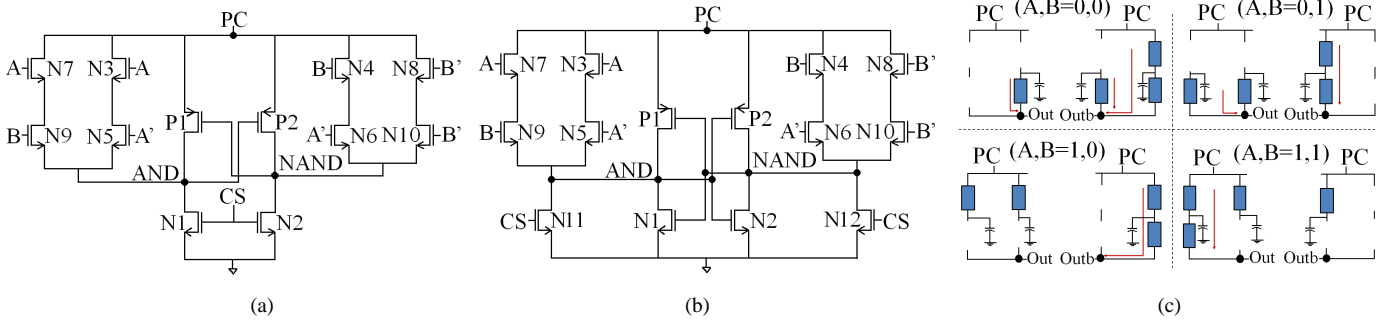 PC
A N7 N3 A B N4 N8 B'
P1 P2
B N9 N5 A' A' N6 N10 B'
AND NAND
CS
N1 N2
(a)
PC
A N7 N3 A B N4 N8 B'
P1 P2
B N9 N5 A' A' N6 N10 B'
AND NAND
CS N11 N1 N2 N12 CS
(b)
PC (A,B=0,0) PC
Out Outb
PC (A,B=0,1) PC
Out Outb
PC (A,B=1,0) PC
Out Outb
PC (A,B=1,1) PC
Out Outb
(c)